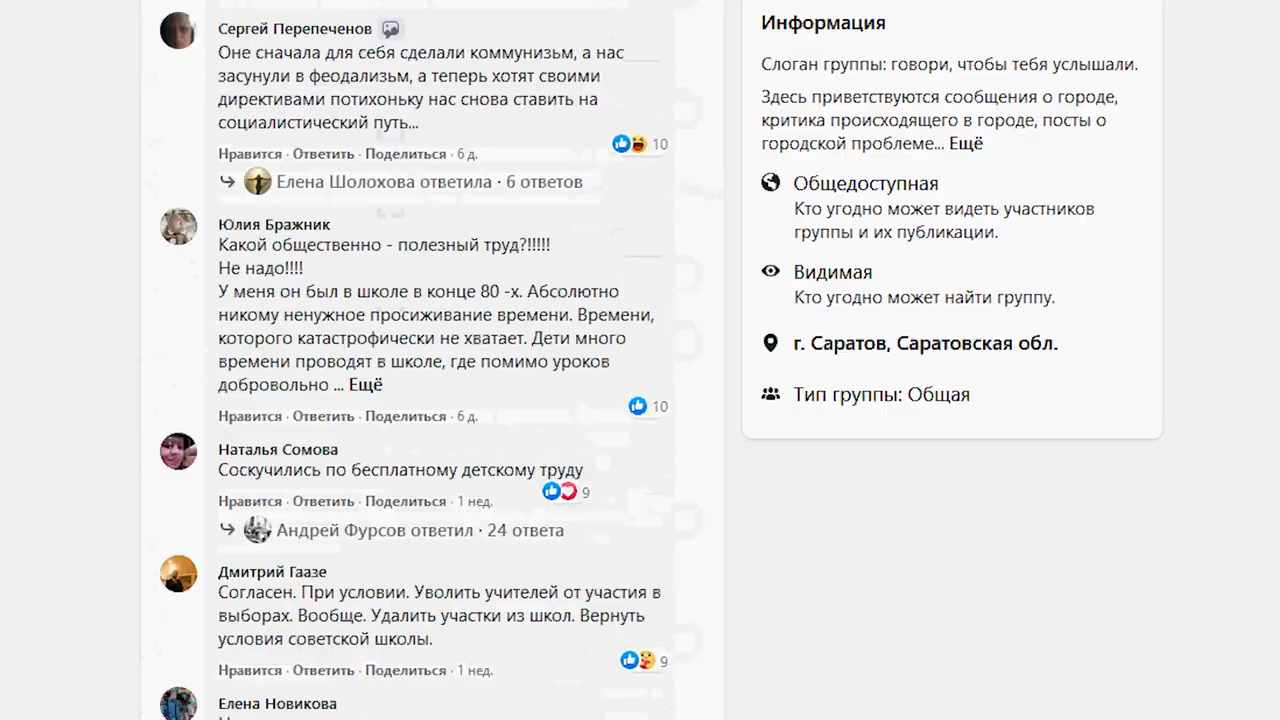 Сергей Перепеченов
Оне сначала для себя сделали коммунизьм, а нас
засунули в феодализьм, а теперь хотят своими
директивами потихоньку нас снова ставить на
социалистический путь...
10
Нравится · Ответить · Поделиться · 6 д.
Елена Шолохова ответила · 6 ответов
Юлия Бражник
Какой общественно - полезный труд?!!!!!
Не надо!!!!
У меня он был в школе в конце 80 -х. Абсолютно
никому ненужное просиживание времени. Времени,
которого катастрофически не хватает. Дети много
времени проводят в школе, где помимо уроков
добровольно ... Ещё
10
Нравится · Ответить · Поделиться · 6 д.
Наталья Сомова
Соскучились по бесплатному детскому труду
9
Нравится · Ответить · Поделиться · 1 нед.
Андрей Фурсов ответил · 24 ответа
Дмитрий Гаазе
Согласен. При условии. Уволить учителей от участия в
выборах. Вообще. Удалить участки из школ. Вернуть
условия советской школы.
9
Нравится · Ответить · Поделиться · 1 нед.
Елена Новикова
Информация
Слоган группы: говори, чтобы тебя услышали.
Здесь приветствуются сообщения о городе,
критика происходящего в городе, посты о
городской проблеме... Ещё
Общедоступная
Кто угодно может видеть участников
группы и их публикации.
Видимая
Кто угодно может найти группу.
г. Саратов, Саратовская обл.
Тип группы: Общая